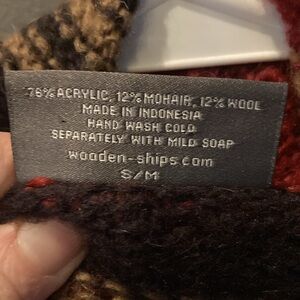 76% ACRYLIC, 12% MOHAIR, 12% WOOL
MADE IN INDONESIA
HAND WASH COLD
SEPARATELY WITH MILD SOAP
wooden-ships.com
S/M